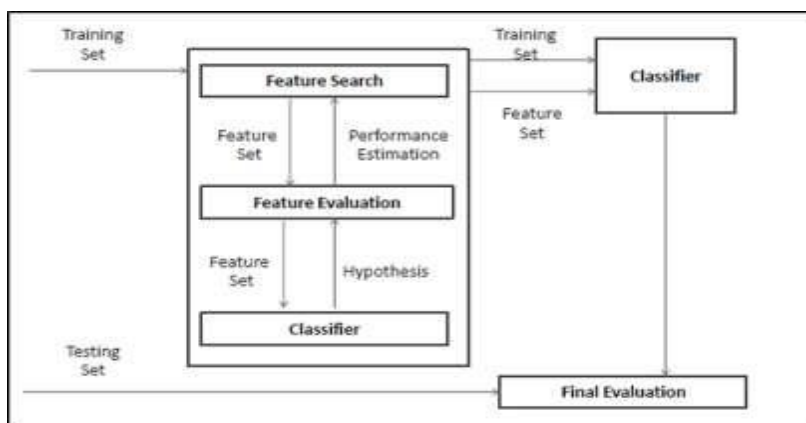 Training
Set
Feature Search
Feature
Set
Performance
Estimation
Feature Evaluation
Feature
Set
Hypothesis
Classifier
Training
Set
Feature
Set
Classifier
Testing
Set
Final Evaluation